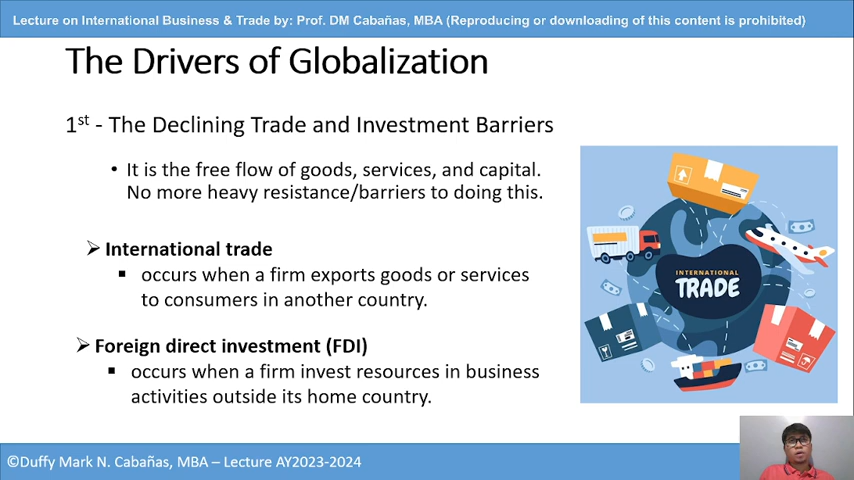 Lecture on International Business & Trade by: Prof. DM Cabañas, MBA (Reproducing or downloading of this content is prohibited)
The Drivers of Globalization
1st - The Declining Trade and Investment Barriers
• It is the free flow of goods, services, and capital.
No more heavy resistance/barriers to doing this.
➢ International trade
▪ occurs when a firm exports goods or services
to consumers in another country.
➢ Foreign direct investment (FDI)
▪ occurs when a firm invest resources in business
activities outside its home country.
INTERNATIONAL
TRADE
©Duffy Mark N. Cabañas, MBA – Lecture AY2023-2024